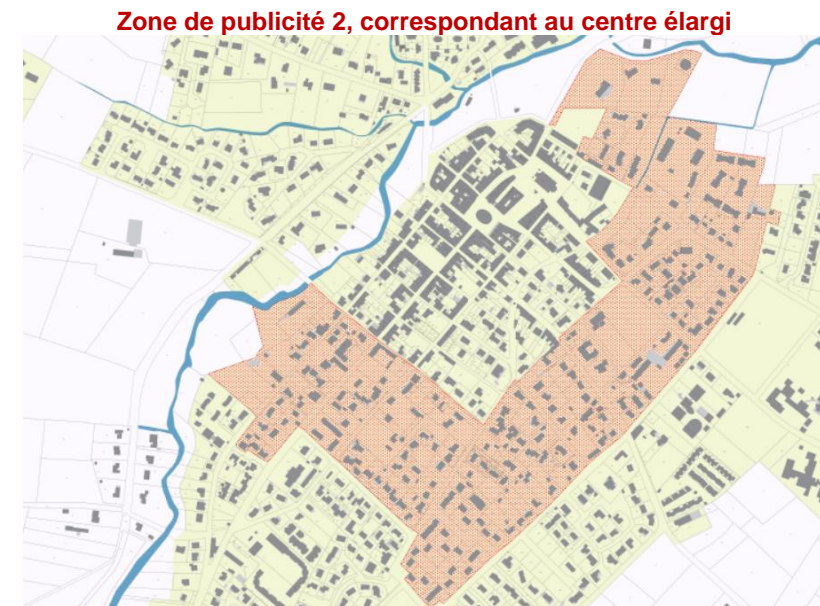 Zone de publicité 2, correspondant au centre élargi